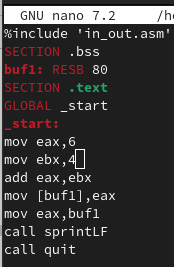 GNU nano 7.2 /h
%include 'in_out.asm'
SECTION .bss
buf1: RESB 80
SECTION .text
GLOBAL _start
_start:
mov eax,6
mov ebx,4
add eax,ebx
mov [buf1],eax
mov eax,buf1
call sprintLF
call quit